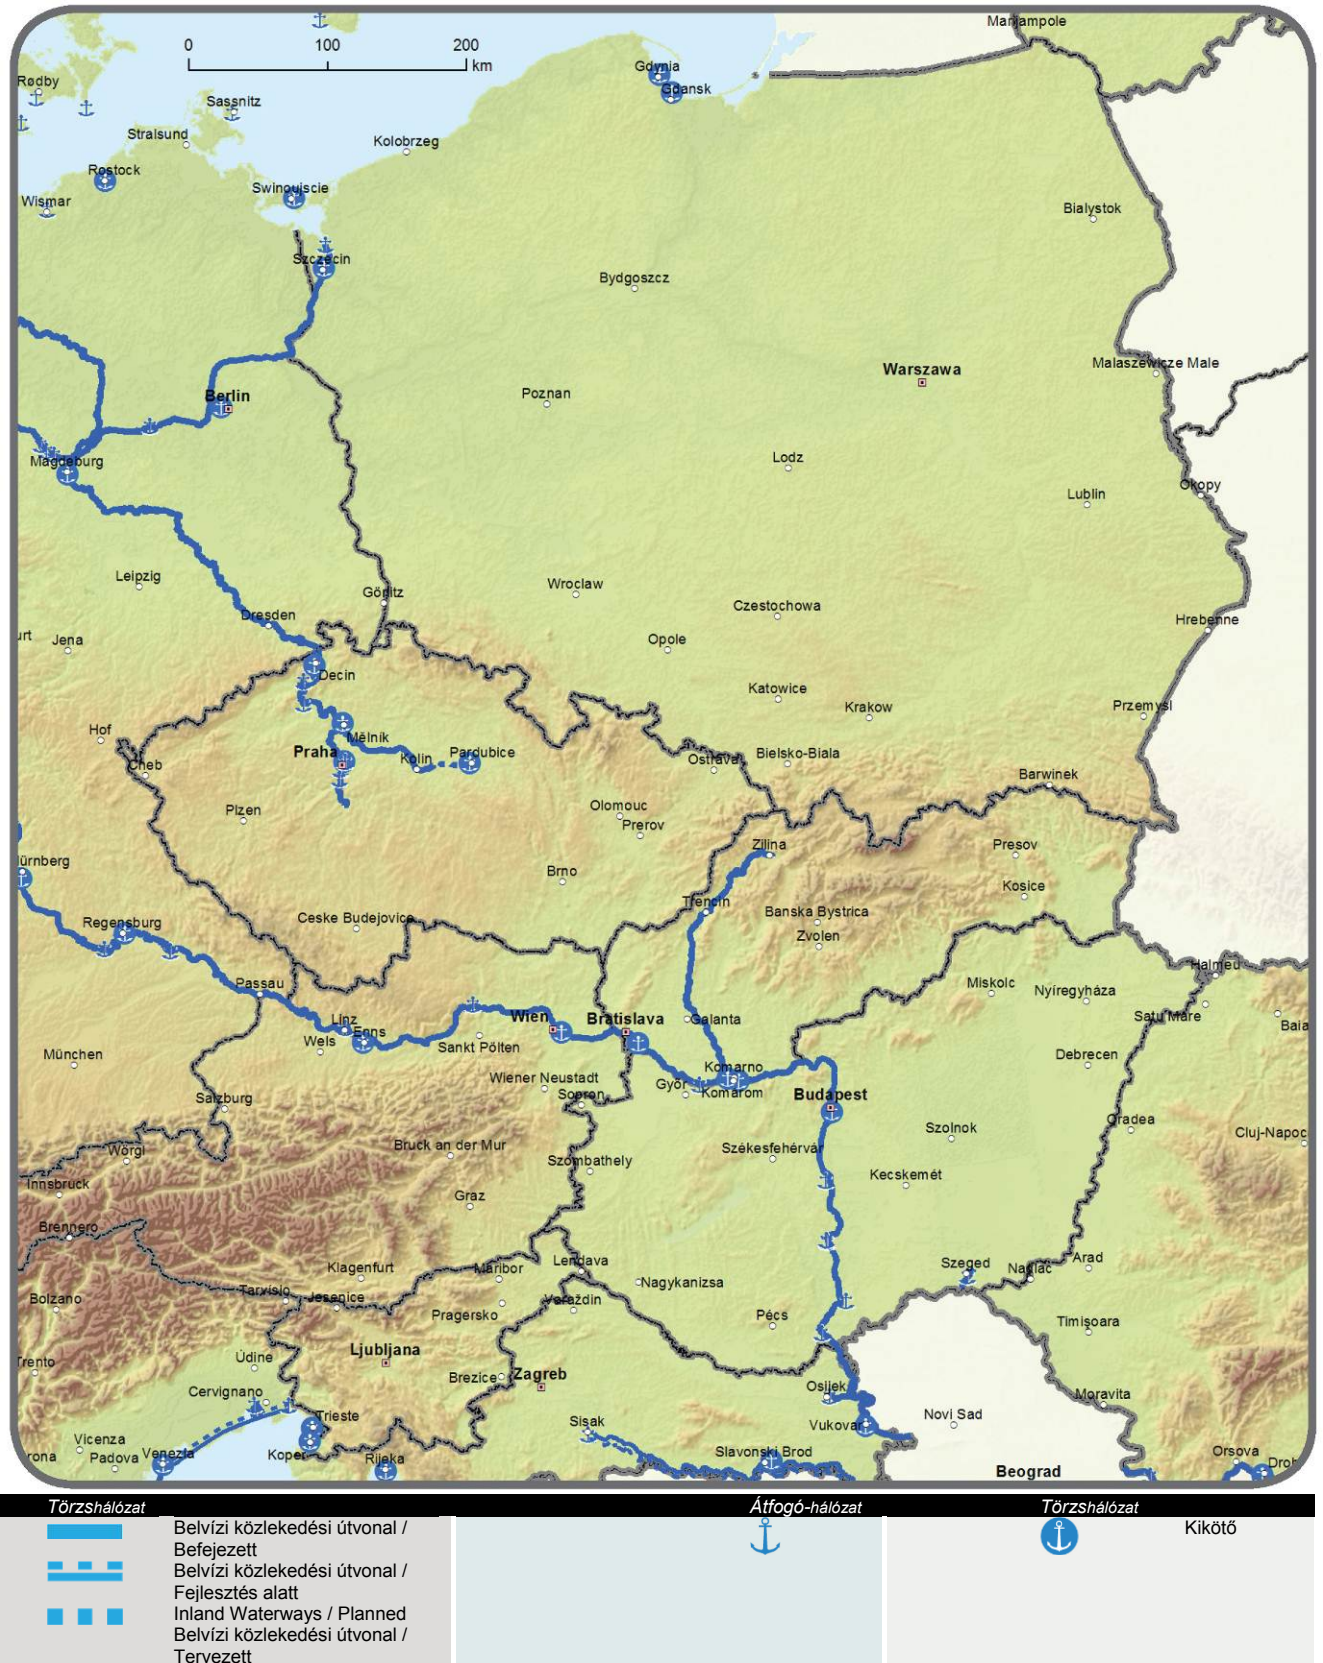 Marijampole
0 100 200
km
Gdynia
Gdansk
Rødby
Sassnitz
Stralsund
Kolobrzeg
Rostock
Swinoujscie
Wismar
Bialystok
Szczecin
Bydgoszcz
Malaszewicze Male
Warszawa
Berlin
Poznan
Magdeburg
Lodz
Lublin
Okopy
Leipzig
Görlitz
Wroclaw
Czestochowa
Dresden
Hrebenne
urt
Jena
Opole
Decin
Katowice
Krakow
Przemysl
Hof
Mělník
Praha
Kolin
Pardubice
Ostrava
Bielsko-Biala
Cheb
Barwinek
Plzen
Olomouc
Prerov
Zilina
Presov
ürnberg
Brno
Kosice
Trencin
Banska Bystrica
Regensburg
Ceske Budejovice
Zvolen
Halmeu
Passau
Miskolc
Nyíregyháza
Linz
Enns
Wien
Bratislava
Galanta
Satu Mare
Baia
Wels
Sankt Pölten
München
Debrecen
Komarno
Wiener Neustadt
Győr
Komárom
Sopron
Budapest
Salzburg
Oradea
Szolnok
Cluj-Napoc
Wörgl
Bruck an der Mur
Székesfehérvár
Szombathely
Kecskemét
Innsbruck
Graz
Brennero
Klagenfurt
Maribor
Lendava
Szeged
Nadlac
Arad
Nagykanizsa
Tarvisio
Jesenice
Bolzano
Varaždin
Pragersko
Pécs
Timişoara
Ljubljana
Udine
Trento
Brezice
Zagreb
Cervignano
Osijek
Moravita
Trieste
Sisak
Vukovar
Novi Sad
Vicenza
rona
Padova
Venezia
Koper
Rijeka
Slavonski Brod
Orsova
Beograd
Drob
Törzshálózat Átfogó-hálózat Törzshálózat
Belvízi közlekedési útvonal / Kikötő
Befejezett
Belvízi közlekedési útvonal /
Fejlesztés alatt
Inland Waterways / Planned
Belvízi közlekedési útvonal /
Tervezett